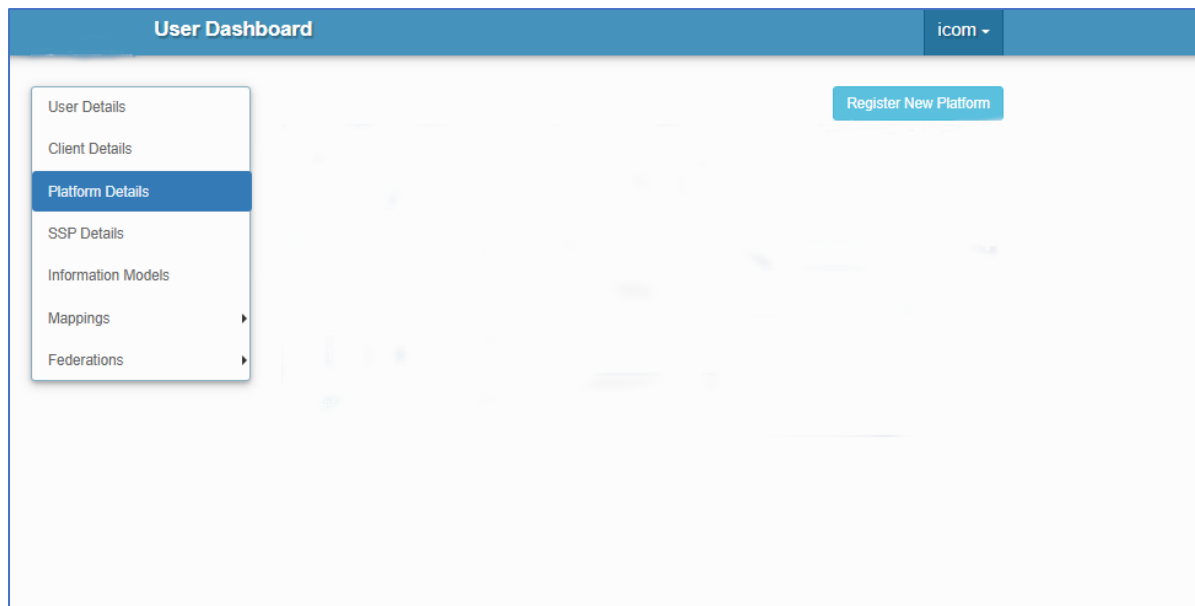 User Dashboard
icom
Register New Platform
User Details
Client Details
Platform Details
SSP Details
Information Models
Mappings
Federations